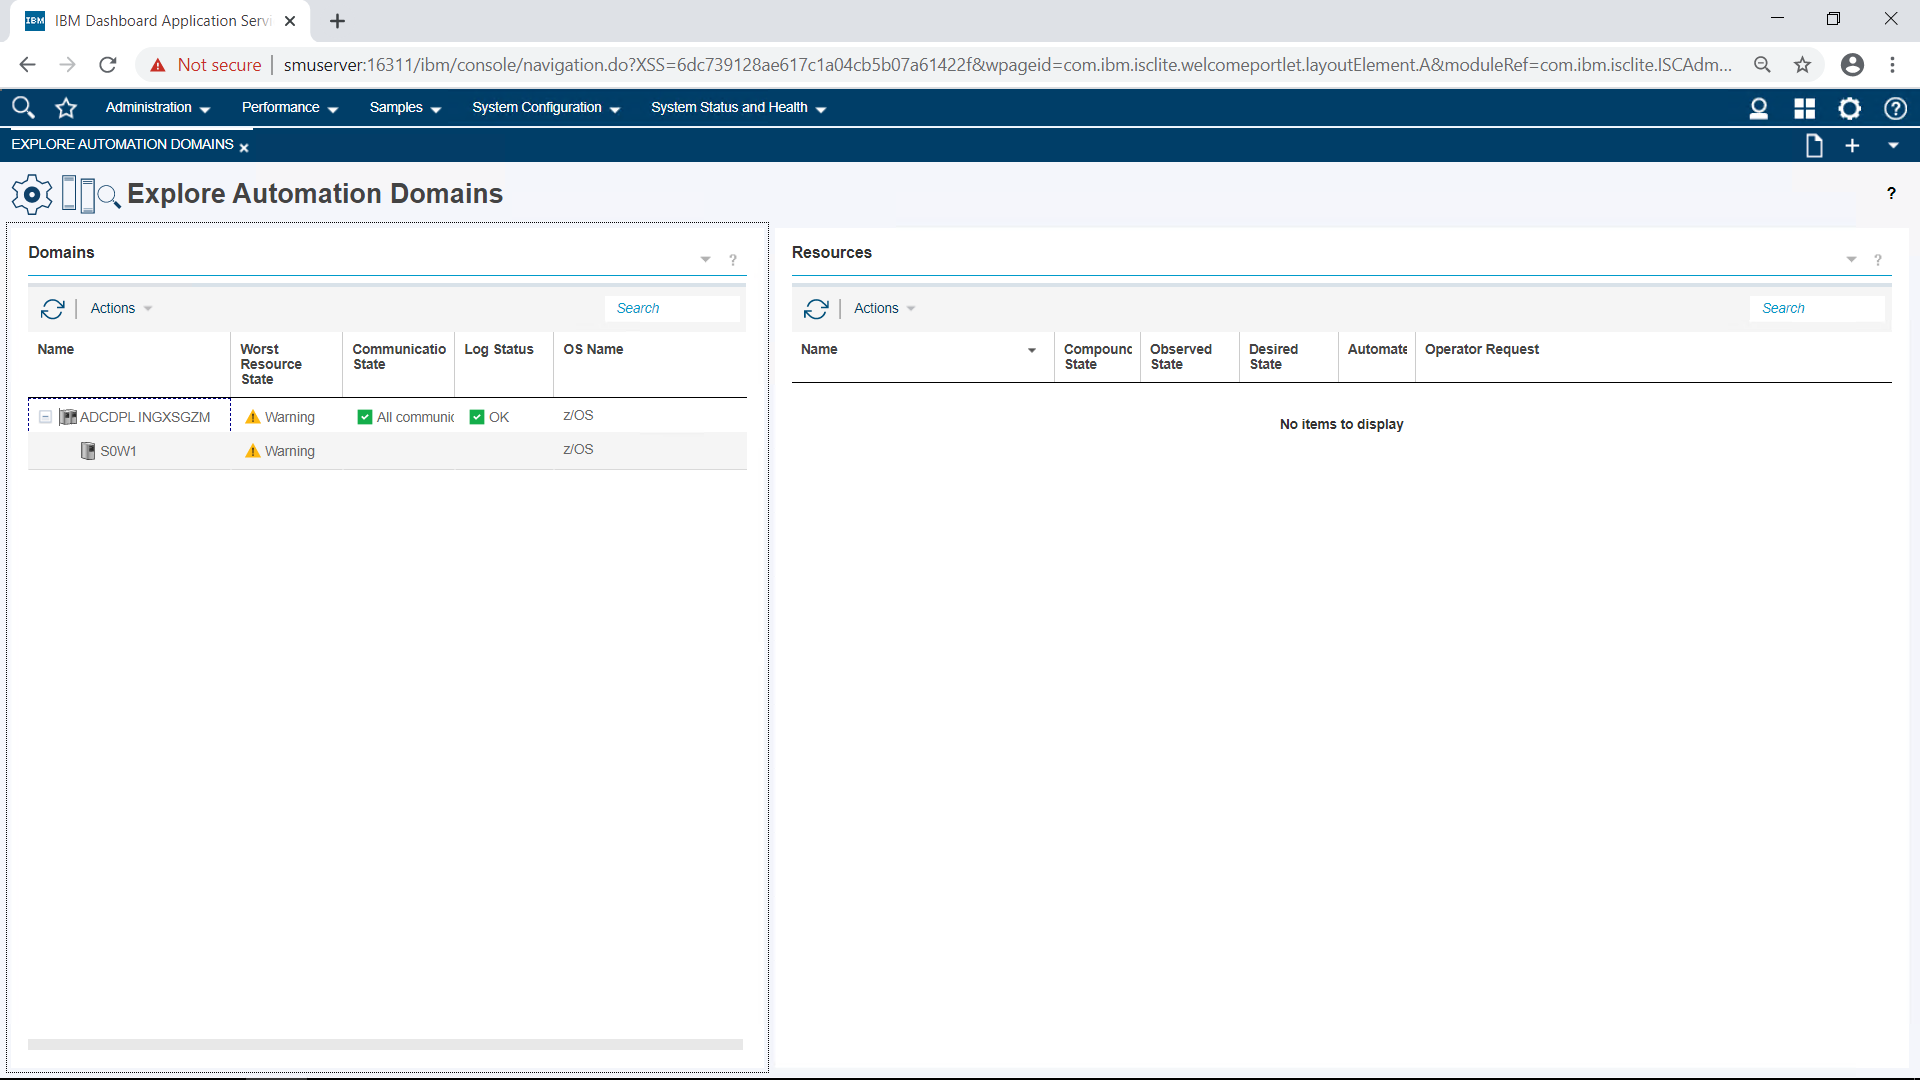 IBM IBM Dashboard Application Servi
Not secure | smuserver:16311/ibm/console/navigation.do?XSS=6dc739128ae617c1a04cb5b07a61422f&wpageid=com.ibm.isclite.welcomeportlet.layoutElement.A&moduleRef=com.ibm.isclite.ISCAdm...
Administration Performance Samples System Configuration System Status and Health ?
EXPLORE AUTOMATION DOMAINS
Explore Automation Domains ?
Domains ?
Actions Search
Name Worst Resource State Communicatio State Log Status OS Name
ADCDPL INGXSGZM Warning All communic OK z/OS
S0W1 Warning z/OS
Resources ?
Actions Search
Name Compounc State Observed State Desired State Automate Operator Request
No items to display